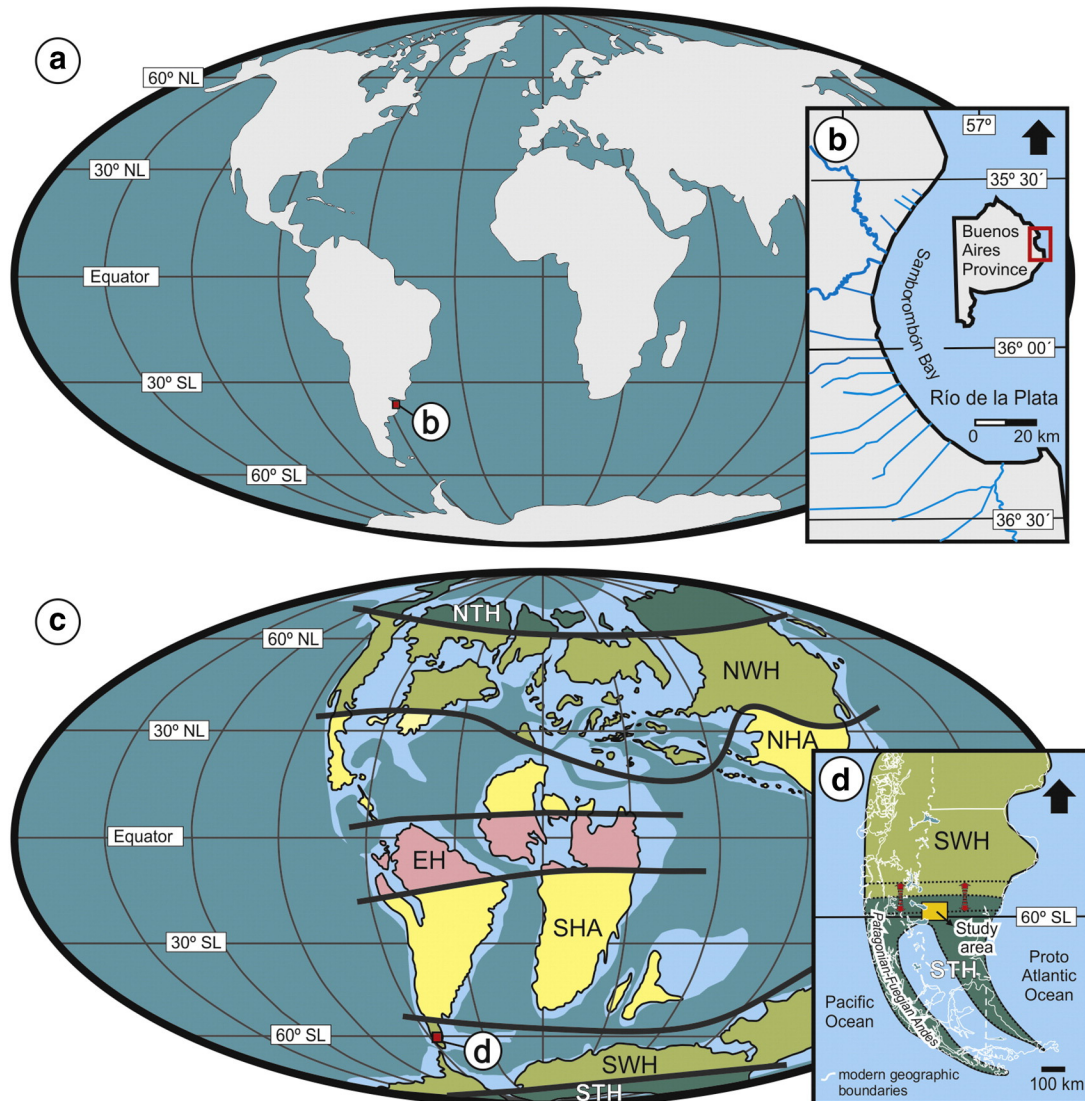 a
60º NL
30º NL
Equator
30º SL
60º SL
b
b
57º
35º 30´
Buenos
Aires
Province
Samborombón Bay
36º 00´
Río de la Plata
0 20 km
36º 30´
c
60º NL
30º NL
Equator
30º SL
60º SL
NTH
NWH
NHA
EH
SHA
SWH
STH
d
d
SWH
60º SL
Study
area
STH
Patagonian-Fuegian Andes
Proto
Atlantic
Ocean
Pacific
Ocean
modern geographic
boundaries
100 km